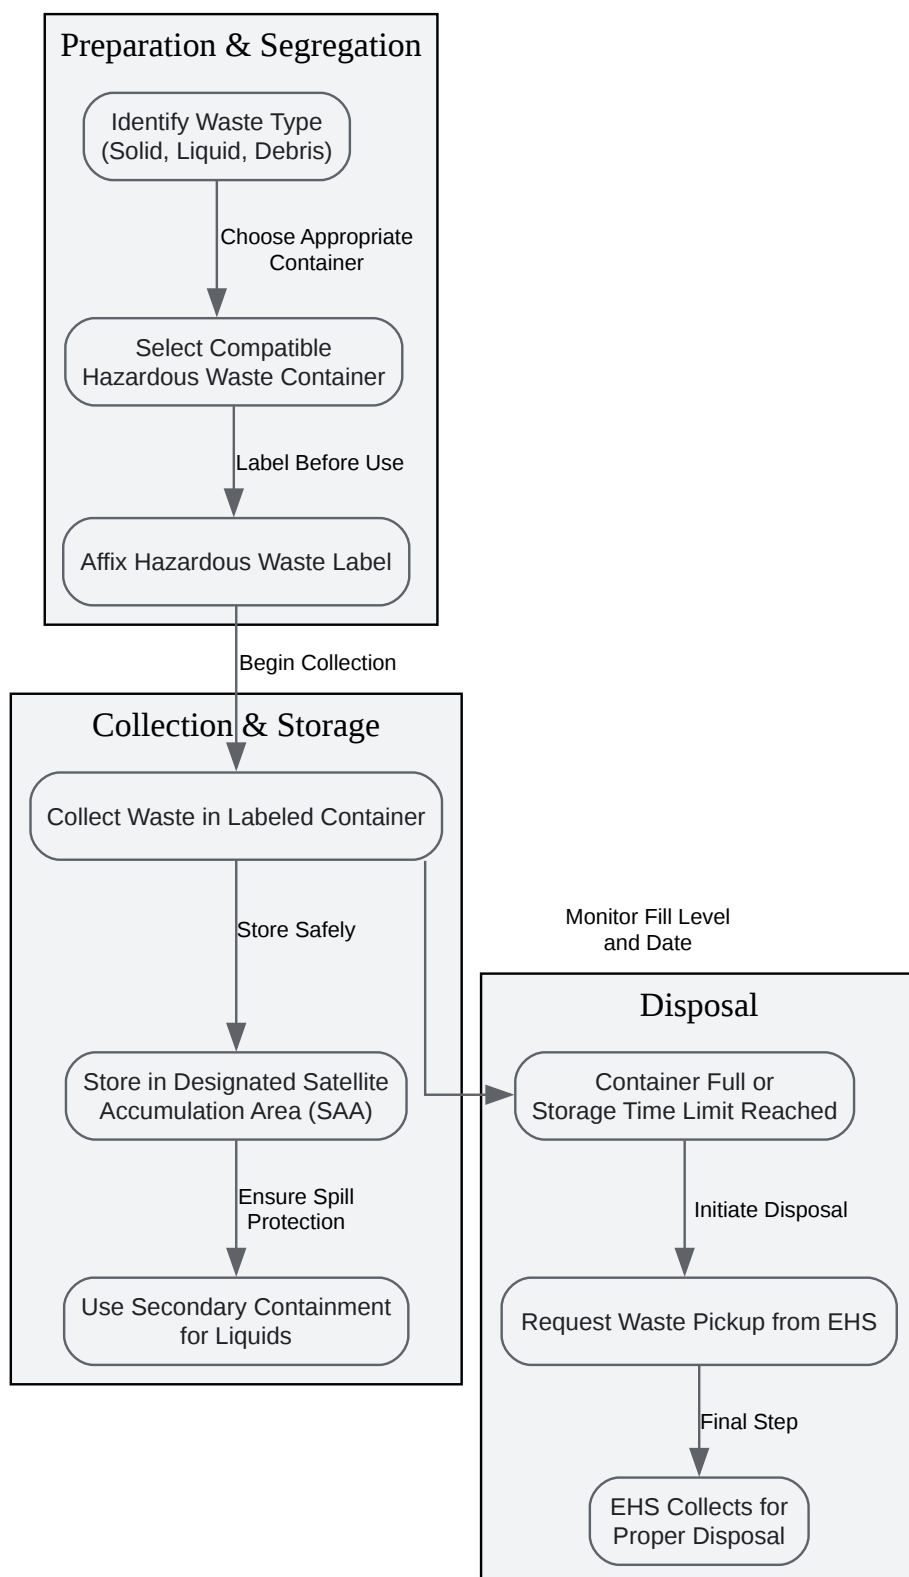 Preparation & Segregation
Identify Waste Type
(Solid, Liquid, Debris)
Choose Appropriate
Container
Select Compatible
Hazardous Waste Container
Label Before Use
Affix Hazardous Waste Label
Begin Collection
Collection & Storage
Collect Waste in Labeled Container
Store Safely
Store in Designated Satellite
Accumulation Area (SAA)
Ensure Spill
Protection
Use Secondary Containment
for Liquids
Monitor Fill Level
and Date
Disposal
Container Full or
Storage Time Limit Reached
Initiate Disposal
Request Waste Pickup from EHS
Final Step
EHS Collects for
Proper Disposal